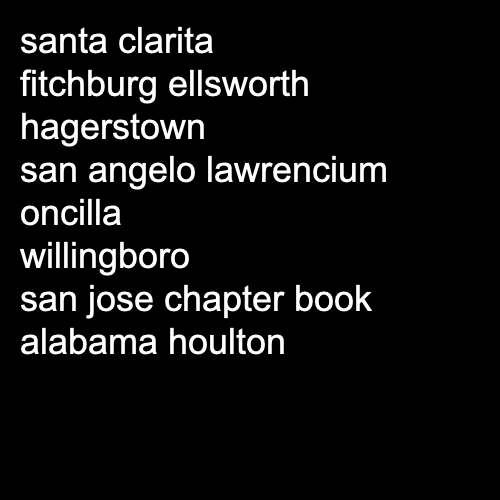 santa clarita
fitchburg ellsworth
hagerstown
san angelo lawrencium
oncilla
willingboro
san jose chapter book
alabama houlton